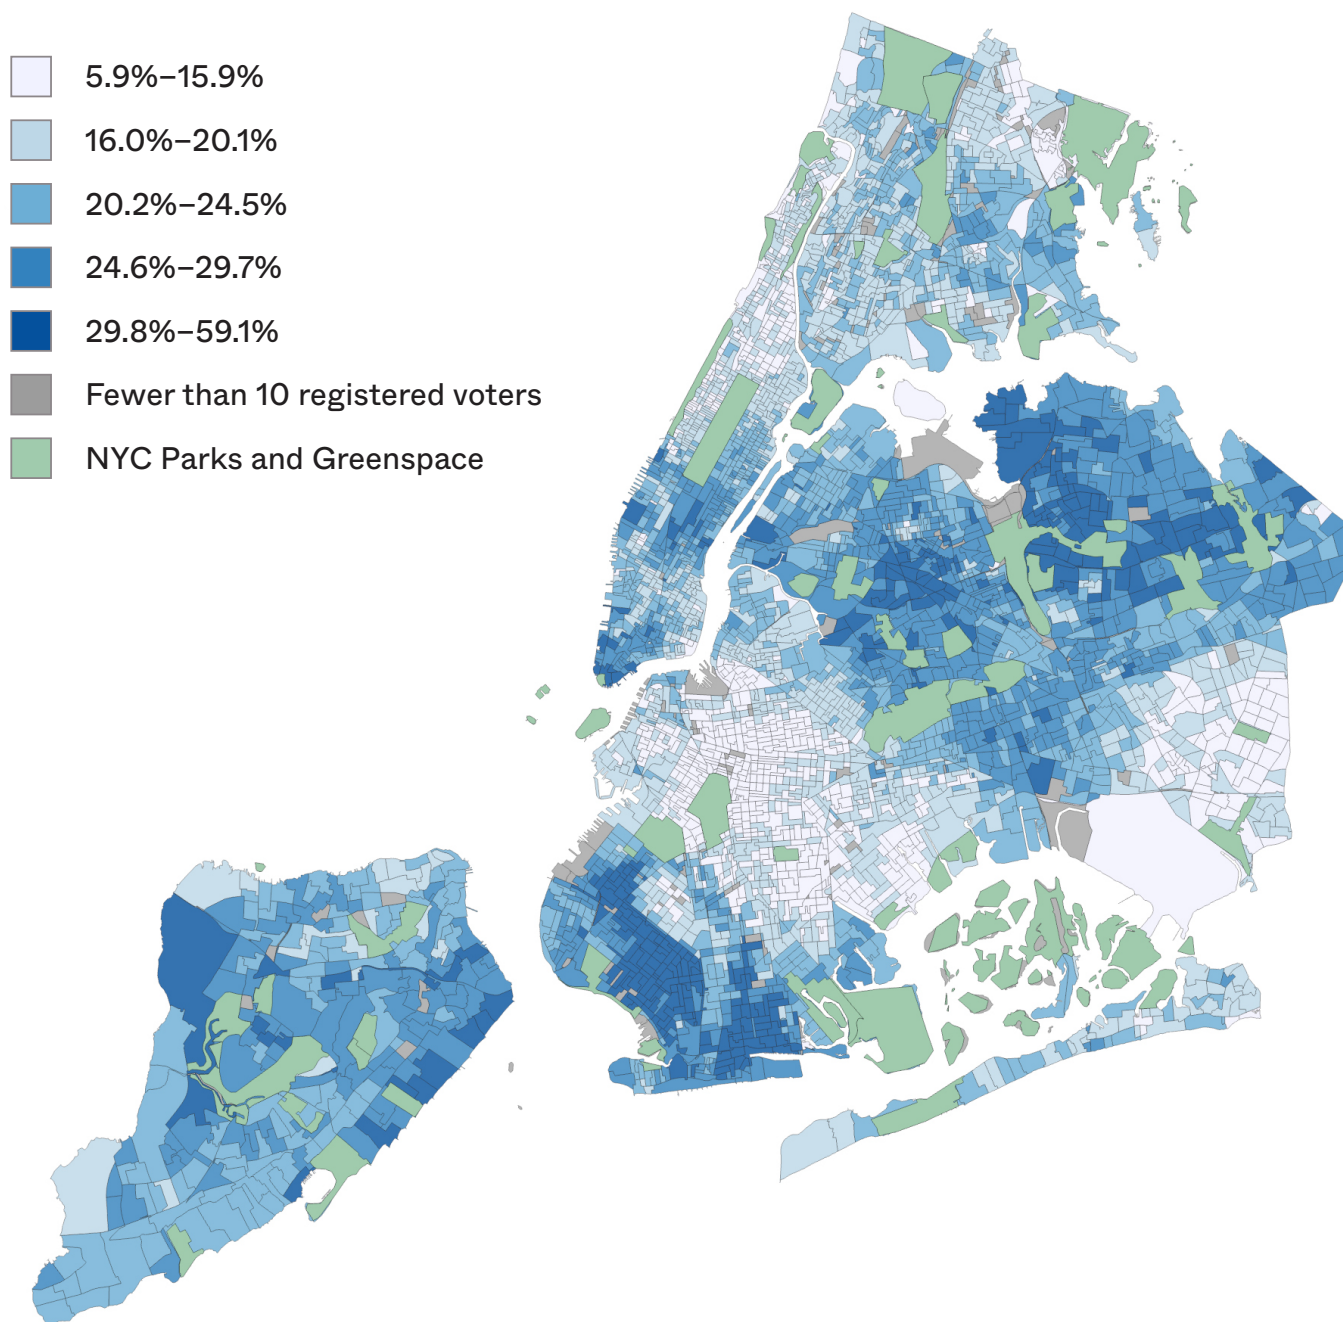 5.9%–15.9%
16.0%–20.1%
20.2%–24.5%
24.6%–29.7%
29.8%–59.1%
Fewer than 10 registered voters
NYC Parks and Greenspace